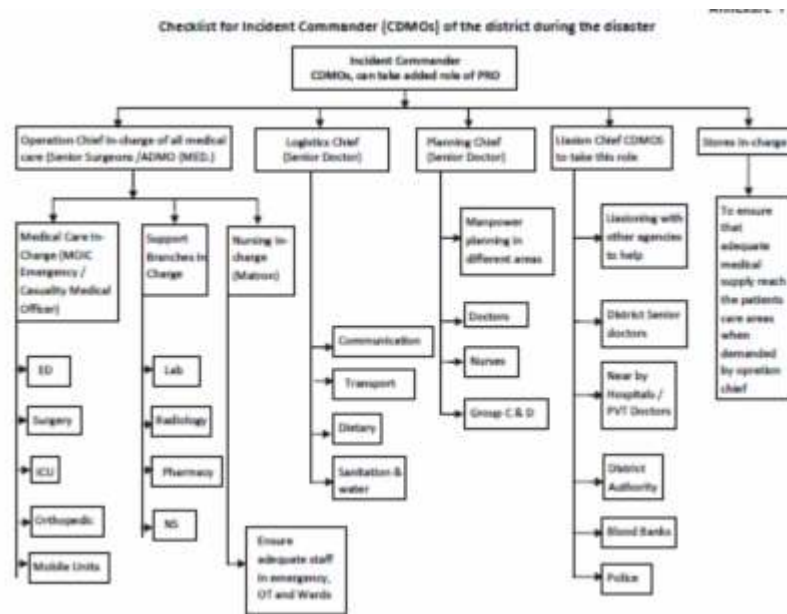 Annexure
Checklist for Incident Commander (CDMOs) of the district during the disaster
Incident Commander
CDMOs, can take added role of PRO
Operation Chief In-charge of all medical
care (Senior Surgeons /ADMO (MED.)
Logistics Chief
(Senior Doctor)
Planning Chief
(Senior Doctor)
Liasion Chief CDMOS
to take this role
Stores In-charge
Medical Care In-
Charge (MOIC
Emergency /
Casuality Medical
Officer)
Support
Branches In
Charge
Nursing In-
charge
(Matron)
ED
Surgery
ICU
Orthopedic
Mobile Units
Lab
Radiology
Pharmacy
NS
Ensure
adequate staff
in emergency,
OT and Wards
Communication
Transport
Dietary
Sanitation &
water
Manpower
planning in
different areas
Doctors
Nurses
Group C & D
Liasioning with
other agencies
to help
District Senior
doctors
Near by
Hospitals /
PVT Doctors
District
Authority
Blood Banks
Police
To ensure
that
adequate
medical
supply reach
the patients
care areas
when
demanded
by opretion
chief